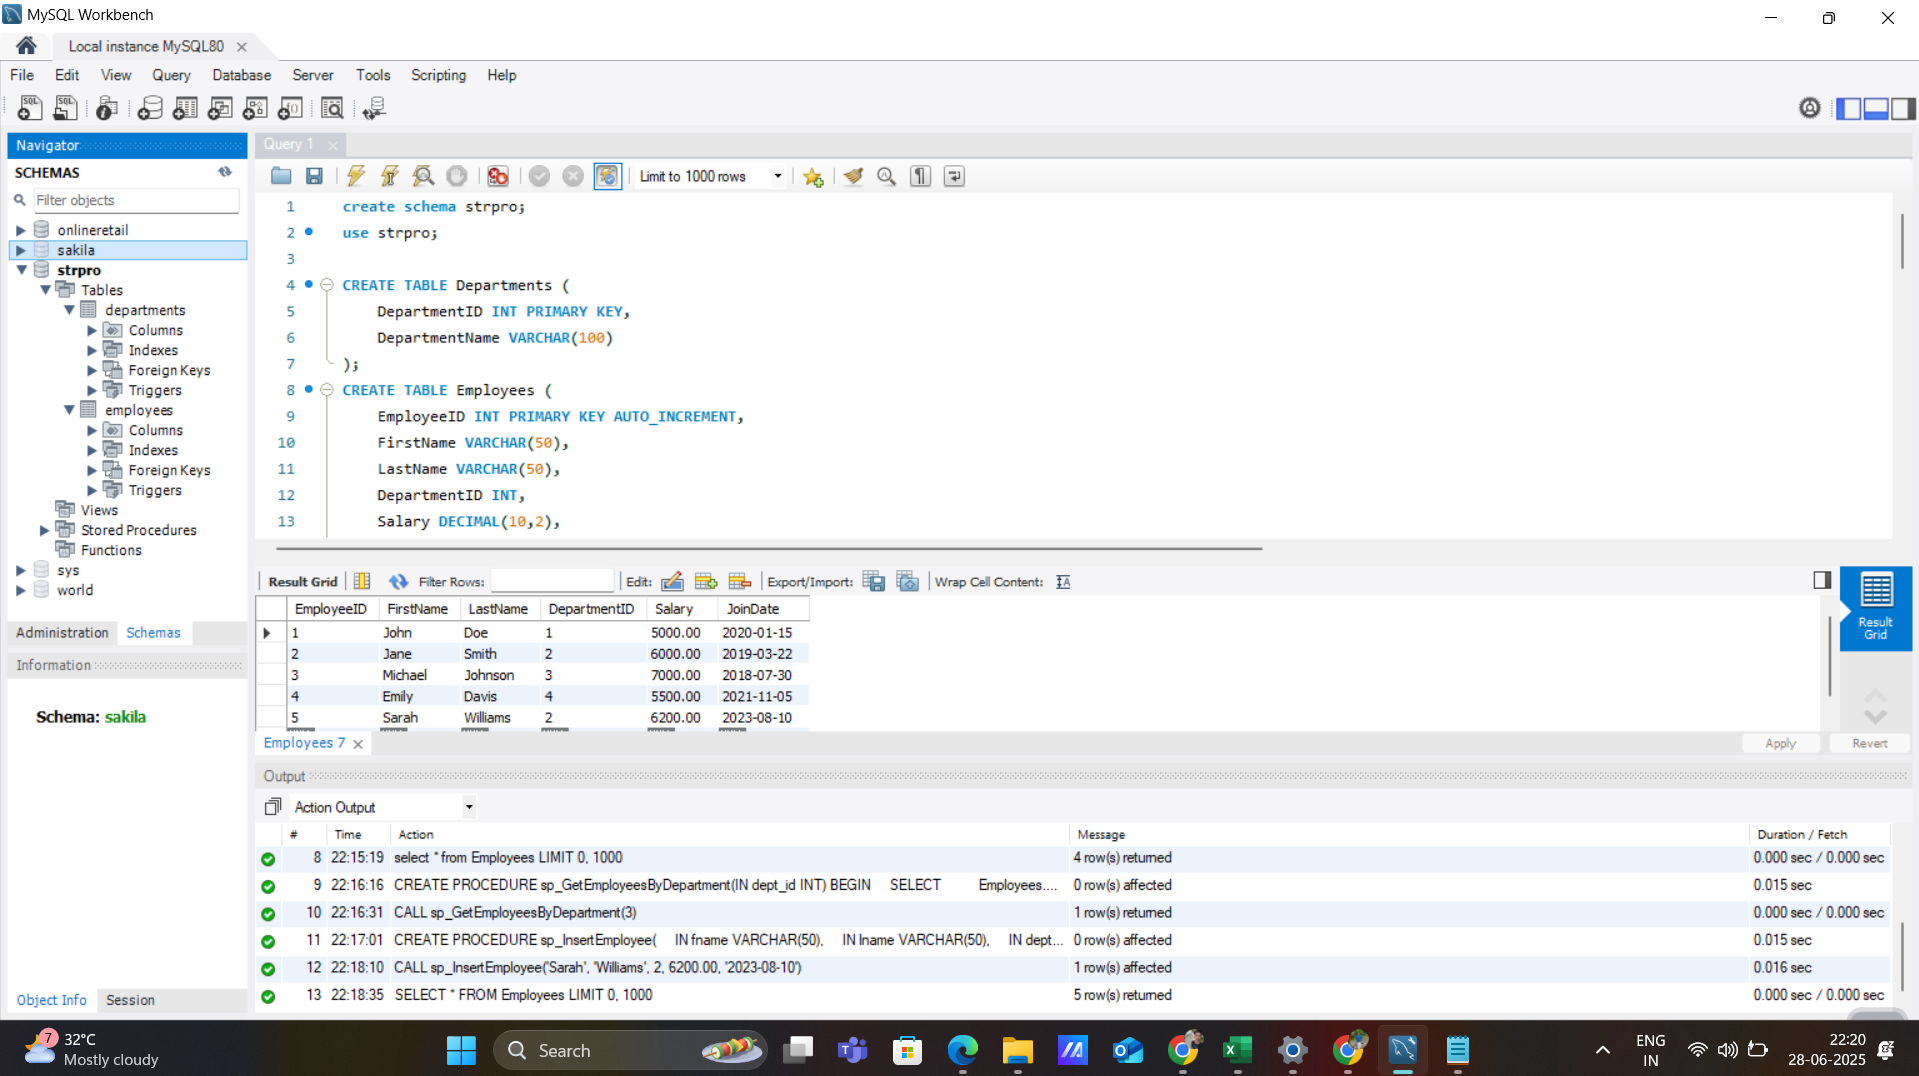 MySQL Workbench
Local instance MySQL80
File Edit View Query Database Server Tools Scripting Help
Navigator
SCHEMAS
Filter objects
onlineretail
sakila
strpro
Tables
departments
Columns
Indexes
Foreign Keys
Triggers
employees
Columns
Indexes
Foreign Keys
Triggers
Views
Stored Procedures
Functions
sys
world
Administration Schemas
Information
Schema: sakila
Object Info Session
Query 1
Limit to 1000 rows
1 create schema strpro;
2 use strpro;
3
4 CREATE TABLE Departments (
5 DepartmentID INT PRIMARY KEY,
6 DepartmentName VARCHAR(100)
7 );
8 CREATE TABLE Employees (
9 EmployeeID INT PRIMARY KEY AUTO_INCREMENT,
10 FirstName VARCHAR(50),
11 LastName VARCHAR(50),
12 DepartmentID INT,
13 Salary DECIMAL(10,2),
Result Grid Filter Rows: Edit: Export/Import: Wrap Cell Content:
EmployeeID FirstName LastName DepartmentID Salary JoinDate
1 John Doe 1 5000.00 2020-01-15
2 Jane Smith 2 6000.00 2019-03-22
3 Michael Johnson 3 7000.00 2018-07-30
4 Emily Davis 4 5500.00 2021-11-05
5 Sarah Williams 2 6200.00 2023-08-10
Result
Grid
Employees 7
Apply Revert
Output
Action Output
# Time Action Message Duration / Fetch
8 22:15:19 select * from Employees LIMIT 0, 1000 4 row(s) returned 0.000 sec / 0.000 sec
9 22:16:16 CREATE PROCEDURE sp_GetEmployeesByDepartment(IN dept_id INT) BEGIN SELECT Employees.... 0 row(s) affected 0.015 sec
10 22:16:31 CALL sp_GetEmployeesByDepartment(3) 1 row(s) returned 0.000 sec / 0.000 sec
11 22:17:01 CREATE PROCEDURE sp_InsertEmployee( IN fname VARCHAR(50), IN lname VARCHAR(50), IN dept... 0 row(s) affected 0.015 sec
12 22:18:10 CALL sp_InsertEmployee('Sarah', 'Williams', 2, 6200.00, '2023-08-10') 1 row(s) affected 0.016 sec
13 22:18:35 SELECT * FROM Employees LIMIT 0, 1000 5 row(s) returned 0.000 sec / 0.000 sec
7
32°C
Mostly cloudy
Search
ENG
IN
22:20
28-06-2025